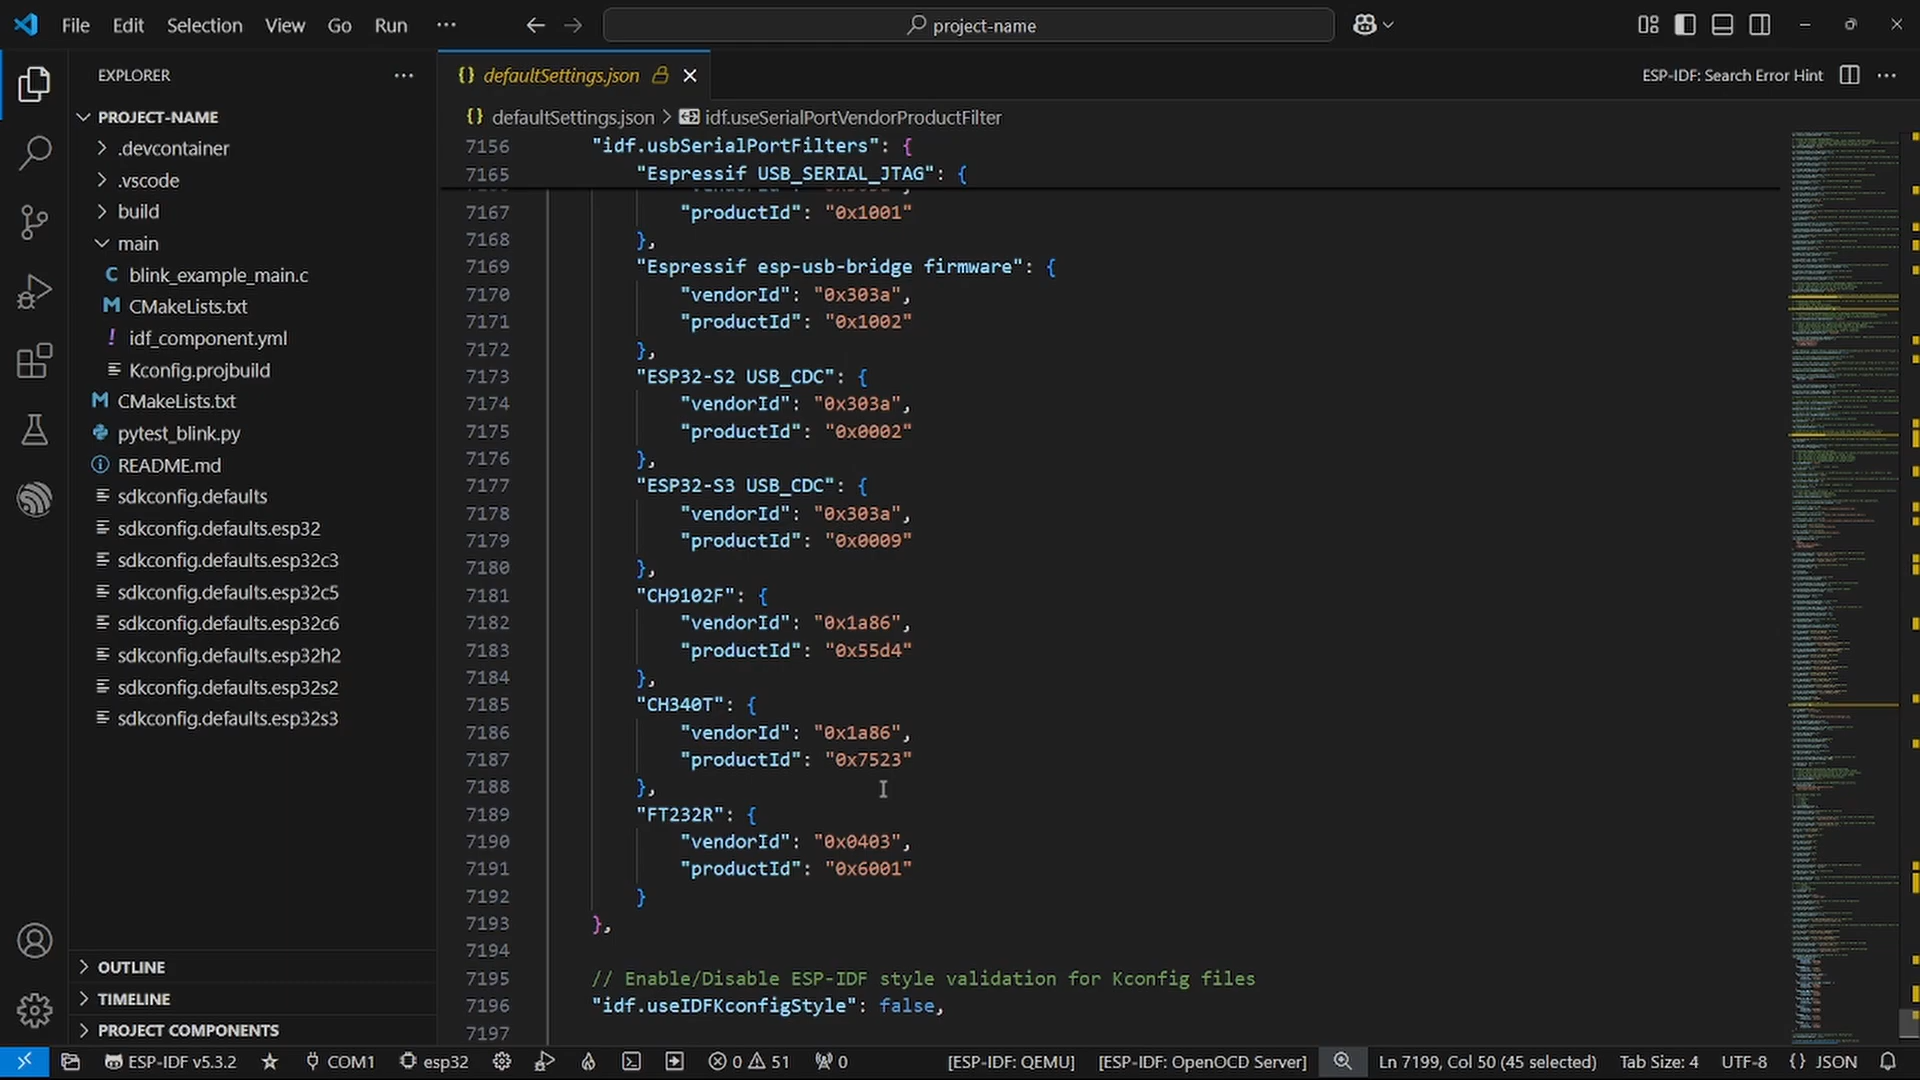 File Edit Selection View Go Run ··· project-name
EXPLORER ···
PROJECT-NAME
.devcontainer
.vscode
build
main
C blink_example_main.c
M CMakeLists.txt
! idf_component.yml
Kconfig.projbuild
M CMakeLists.txt
pytest_blink.py
README.md
sdkconfig.defaults
sdkconfig.defaults.esp32
sdkconfig.defaults.esp32c3
sdkconfig.defaults.esp32c5
sdkconfig.defaults.esp32c6
sdkconfig.defaults.esp32h2
sdkconfig.defaults.esp32s2
sdkconfig.defaults.esp32s3
OUTLINE
TIMELINE
PROJECT COMPONENTS
{} defaultSettings.json
ESP-IDF: Search Error Hint ···
{} defaultSettings.json > idf.useSerialPortVendorProductFilter
7156 "idf.usbSerialPortFilters": {
7165 "Espressif USB_SERIAL_JTAG": {
7167 "productId": "0x1001"
7168 },
7169 "Espressif esp-usb-bridge firmware": {
7170 "vendorId": "0x303a",
7171 "productId": "0x1002"
7172 },
7173 "ESP32-S2 USB_CDC": {
7174 "vendorId": "0x303a",
7175 "productId": "0x0002"
7176 },
7177 "ESP32-S3 USB_CDC": {
7178 "vendorId": "0x303a",
7179 "productId": "0x0009"
7180 },
7181 "CH9102F": {
7182 "vendorId": "0x1a86",
7183 "productId": "0x55d4"
7184 },
7185 "CH340T": {
7186 "vendorId": "0x1a86",
7187 "productId": "0x7523"
7188 },
7189 "FT232R": {
7190 "vendorId": "0x0403",
7191 "productId": "0x6001"
7192 }
7193 },
7194
7195 // Enable/Disable ESP-IDF style validation for Kconfig files
7196 "idf.useIDFKconfigStyle": false,
7197
ESP-IDF v5.3.2 COM1 esp32 0 51 0 [ESP-IDF: QEMU] [ESP-IDF: OpenOCD Server] Ln 7199, Col 50 (45 selected) Tab Size: 4 UTF-8 {} JSON